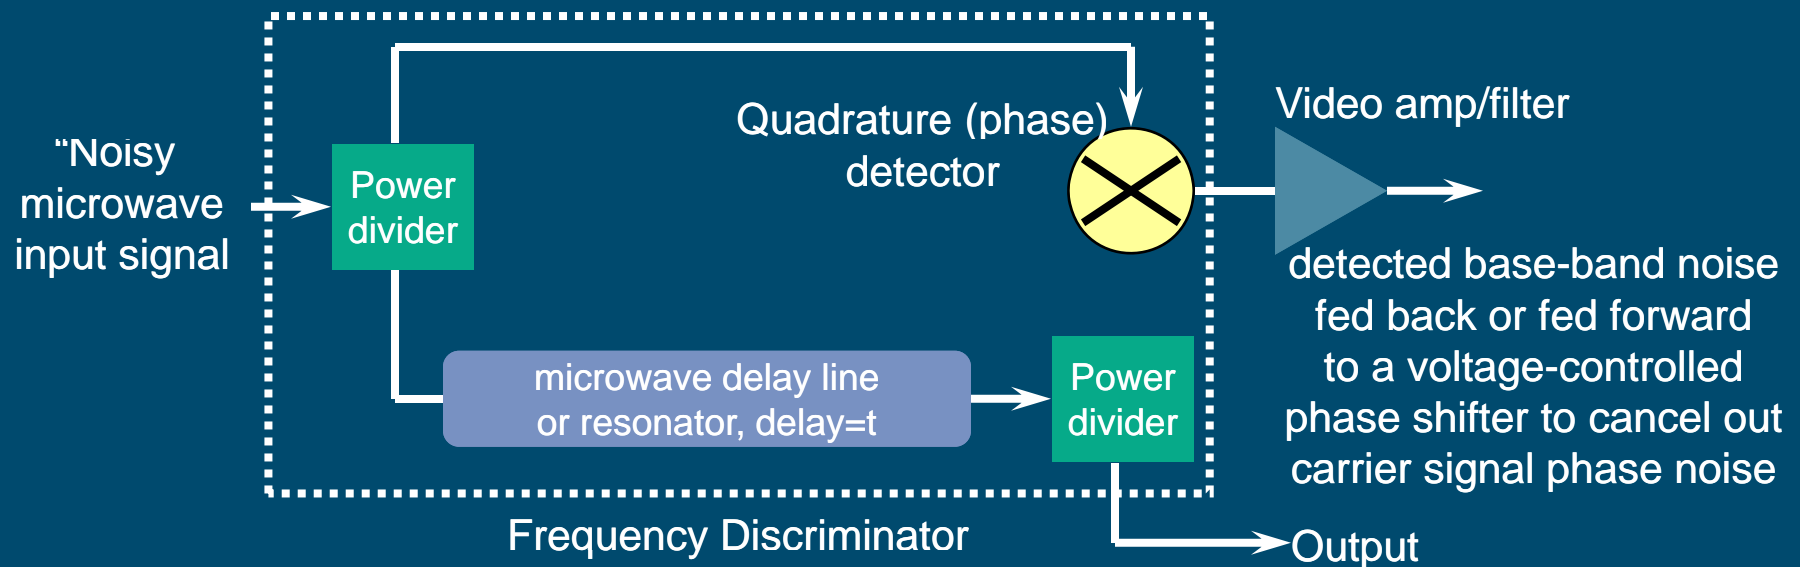 “Noisy
microwave
input signal
Power
divider
Quadrature (phase)
detector
Video amp/filter
microwave delay line
or resonator, delay=t
Power
divider
detected base-band noise
fed back or fed forward
to a voltage-controlled
phase shifter to cancel out
carrier signal phase noise
Frequency Discriminator
Output